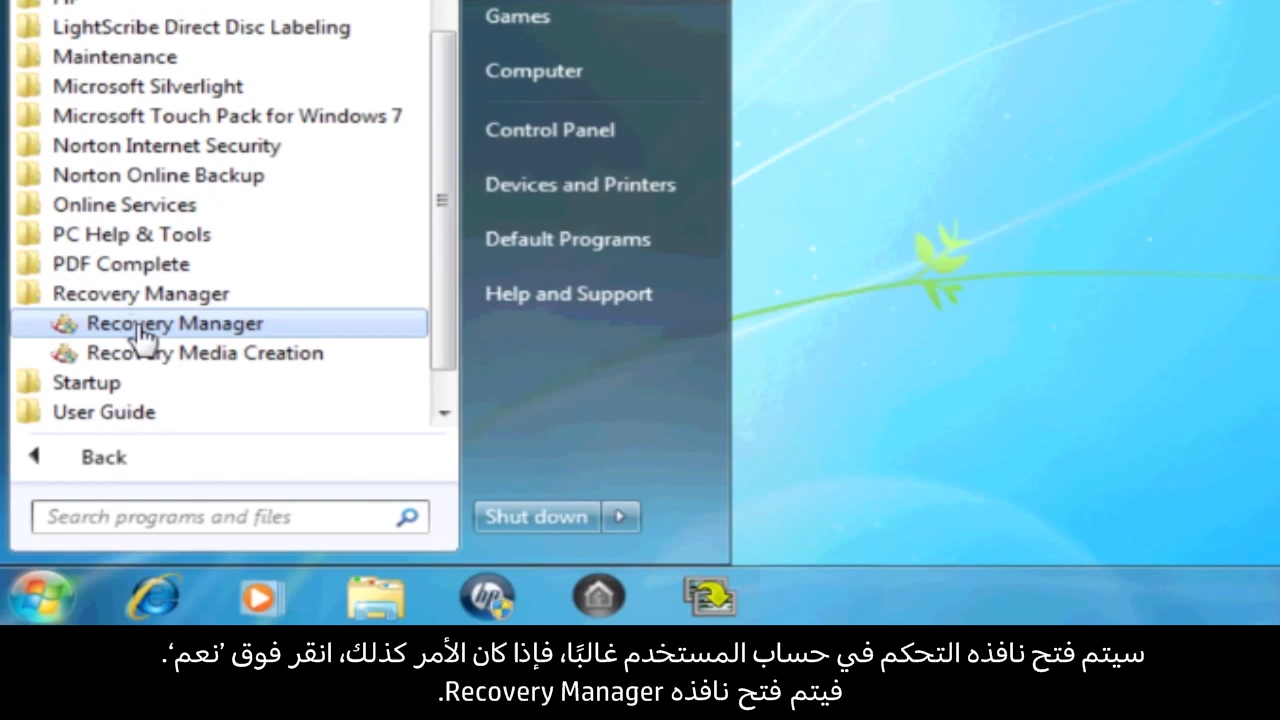 LightScribe Direct Disc Labeling
Maintenance
Microsoft Silverlight
Microsoft Touch Pack for Windows 7
Norton Internet Security
Norton Online Backup
Online Services
PC Help & Tools
PDF Complete
Recovery Manager
Recovery Manager
Recovery Media Creation
Startup
User Guide
Back
Search programs and files
Games
Computer
Control Panel
Devices and Printers
Default Programs
Help and Support
Shut down
hp
سيتم فتح نافذه التحكم في حساب المستخدم غالبًا، فإذا كان الأمر كذلك، انقر فوق ’نعم‘.
فيتم فتح نافذه Recovery Manager.